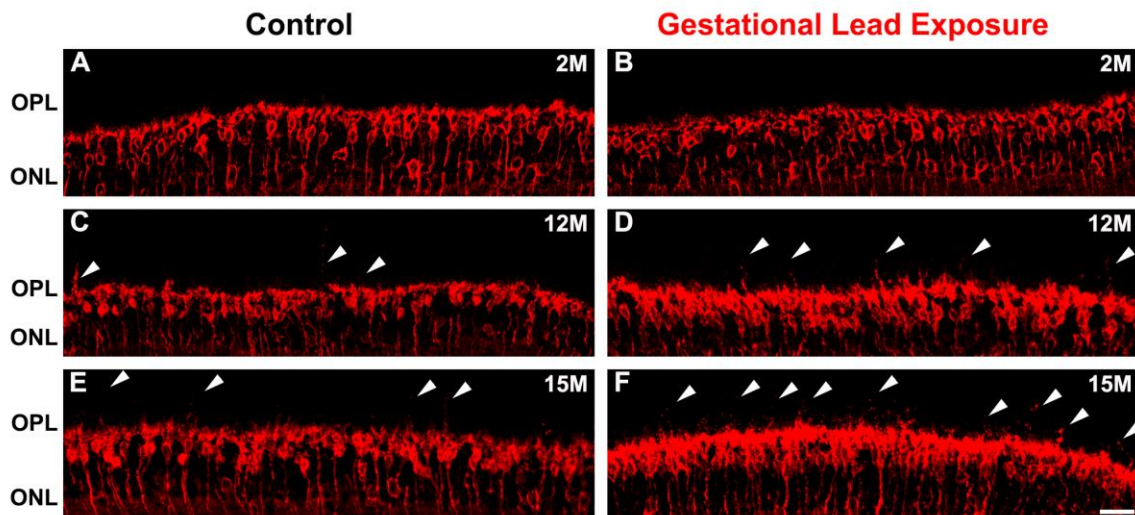 Control
Gestational Lead Exposure
A 2M
B 2M
OPL
ONL
C 12M
D 12M
OPL
ONL
E 15M
F 15M
OPL
ONL